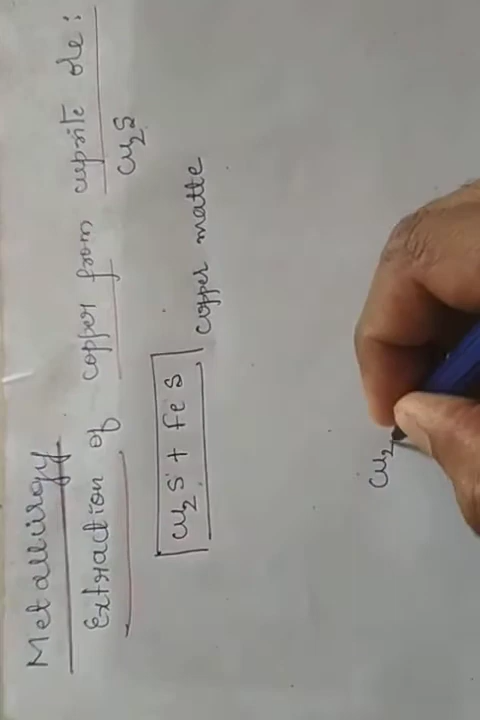 Metallurgy
Extraction of copper from cuprite ore:
Cu2S
Cu2S + FeS
copper matte
Cu2